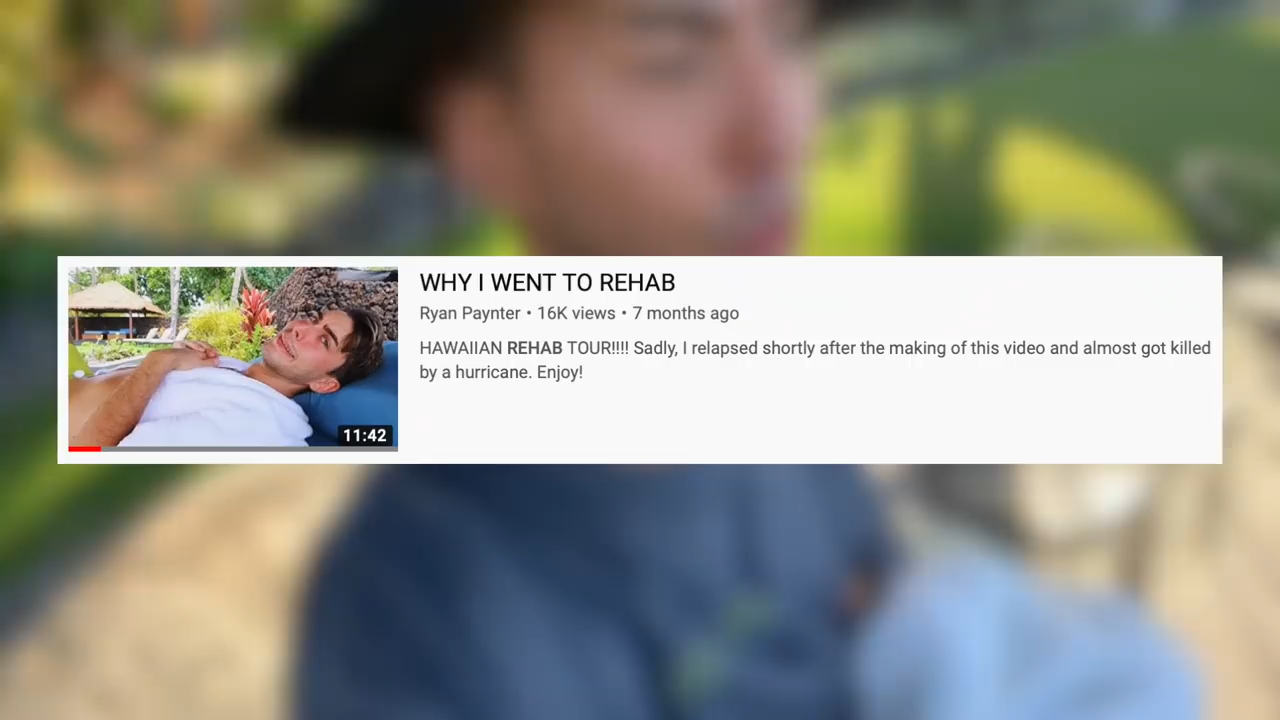 WHY I WENT TO REHAB
Ryan Paynter • 16K views • 7 months ago
HAWAIIAN REHAB TOUR!!!! Sadly, I relapsed shortly after the making of this video and almost got killed
by a hurricane. Enjoy!
11:42